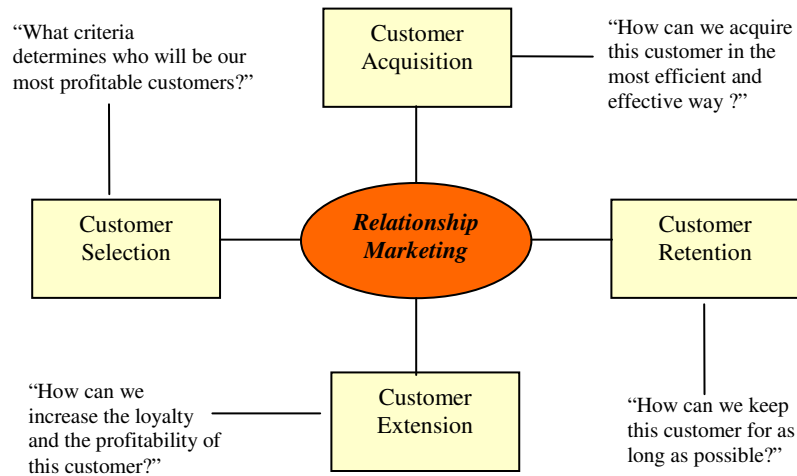 “What criteria
determines who will be our
most profitable customers?”
Customer
Acquisition
“How can we acquire
this customer in the
most efficient and
effective way ?”
Customer
Selection
Relationship
Marketing
Customer
Retention
“How can we
increase the loyalty
and the profitability of
this customer?”
Customer
Extension
“How can we keep
this customer for as
long as possible?”